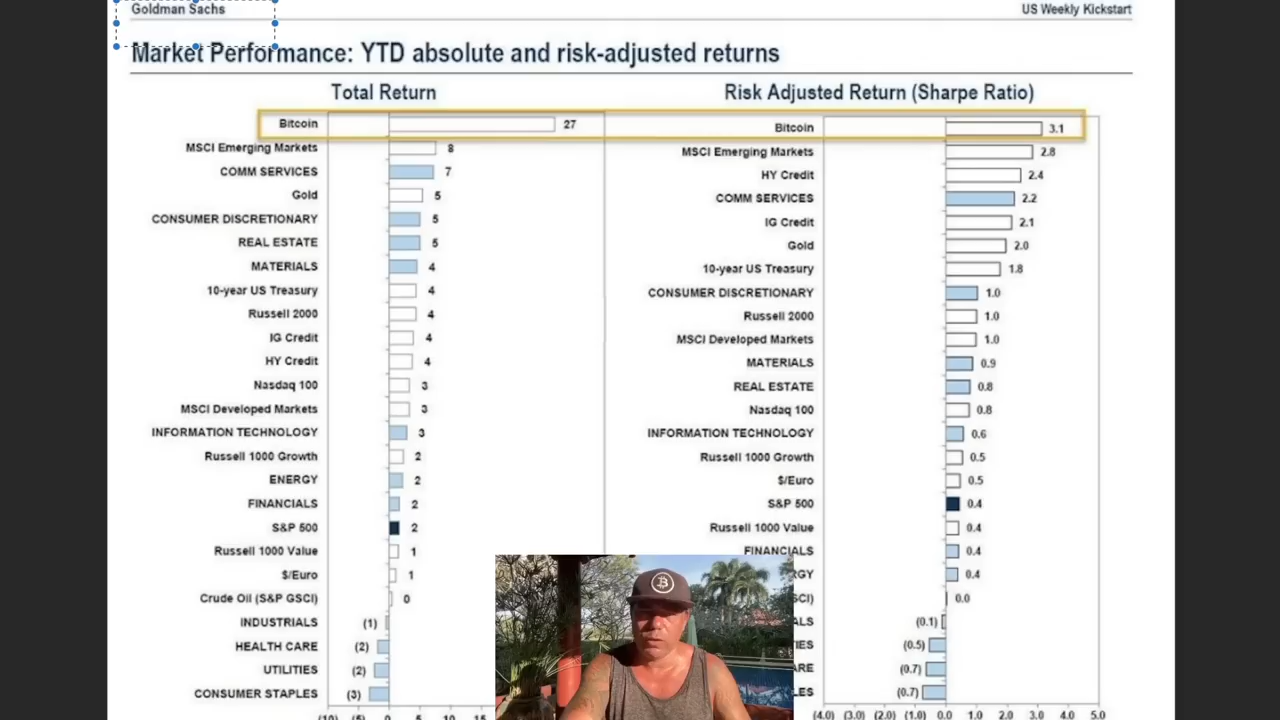 Goldman Sachs
US Weekly Kickstart
Market Performance: YTD absolute and risk-adjusted returns
Total Return
Risk Adjusted Return (Sharpe Ratio)
Bitcoin 27
MSCI Emerging Markets 8
COMM SERVICES 7
Gold 5
CONSUMER DISCRETIONARY 5
REAL ESTATE 5
MATERIALS 4
10-year US Treasury 4
Russell 2000 4
IG Credit 4
HY Credit 4
Nasdaq 100 3
MSCI Developed Markets 3
INFORMATION TECHNOLOGY 3
Russell 1000 Growth 2
ENERGY 2
FINANCIALS 2
S&P 500 2
Russell 1000 Value 1
$/Euro 1
Crude Oil (S&P GSCI) 0
INDUSTRIALS (1)
HEALTH CARE (2)
UTILITIES (2)
CONSUMER STAPLES (3)
(10) (5) 0 5 10 15
Bitcoin 3.1
MSCI Emerging Markets 2.8
HY Credit 2.4
COMM SERVICES 2.2
IG Credit 2.1
Gold 2.0
10-year US Treasury 1.8
CONSUMER DISCRETIONARY 1.0
Russell 2000 1.0
MSCI Developed Markets 1.0
MATERIALS 0.9
REAL ESTATE 0.8
Nasdaq 100 0.8
INFORMATION TECHNOLOGY 0.6
Russell 1000 Growth 0.5
$/Euro 0.5
S&P 500 0.4
Russell 1000 Value 0.4
FINANCIALS 0.4
RGY 0.4
SCI) 0.0
ALS (0.1)
IES (0.5)
ARE (0.7)
LES (0.7)
(4.0) (3.0) (2.0) (1.0) 0.0 1.0 2.0 3.0 4.0 5.0